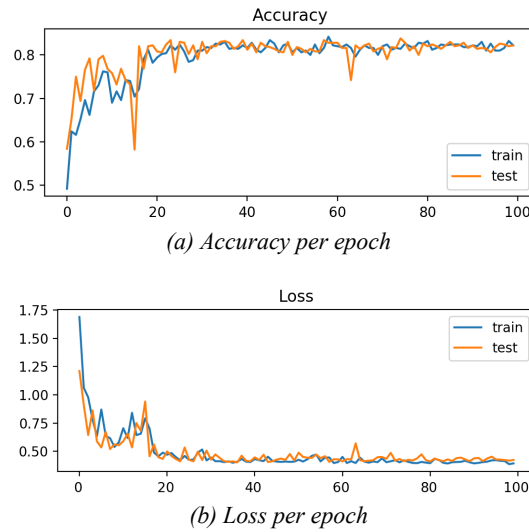 Accuracy
0.8
0.7
0.6
0.5
train
test
0 20 40 60 80 100
(a) Accuracy per epoch
Loss
1.75
1.50
1.25
1.00
0.75
0.50
train
test
0 20 40 60 80 100
(b) Loss per epoch